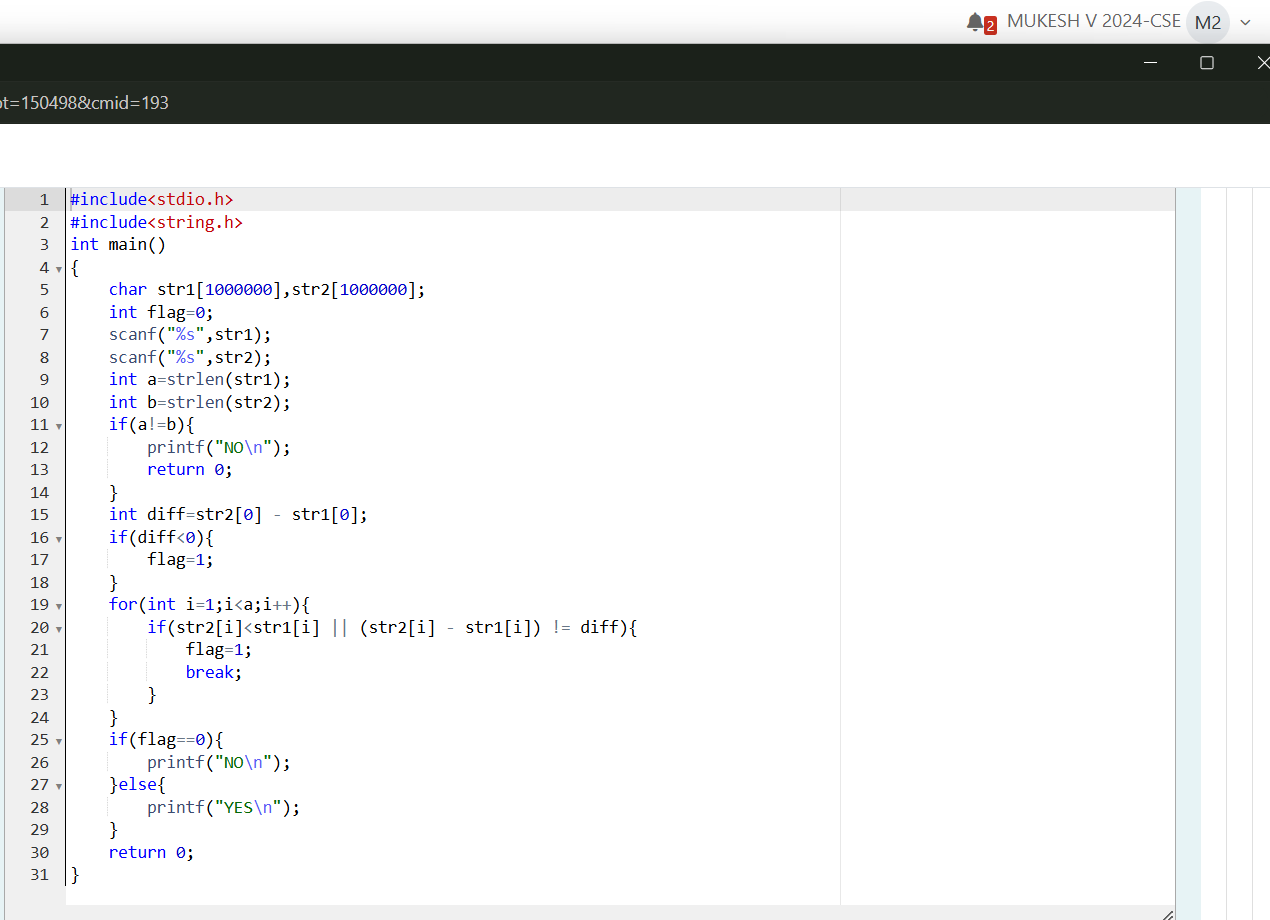 2 MUKESH V 2024-CSE M2
ot=150498&cmid=193
1 #include<stdio.h>
2 #include<string.h>
3 int main()
4 {
5 char str1[1000000],str2[1000000];
6 int flag=0;
7 scanf("%s",str1);
8 scanf("%s",str2);
9 int a=strlen(str1);
10 int b=strlen(str2);
11 if(a!=b){
12 printf("NO\n");
13 return 0;
14 }
15 int diff=str2[0] - str1[0];
16 if(diff<0){
17 flag=1;
18 }
19 for(int i=1;i<a;i++){
20 if(str2[i]<str1[i] || (str2[i] - str1[i]) != diff){
21 flag=1;
22 break;
23 }
24 }
25 if(flag==0){
26 printf("NO\n");
27 }else{
28 printf("YES\n");
29 }
30 return 0;
31 }